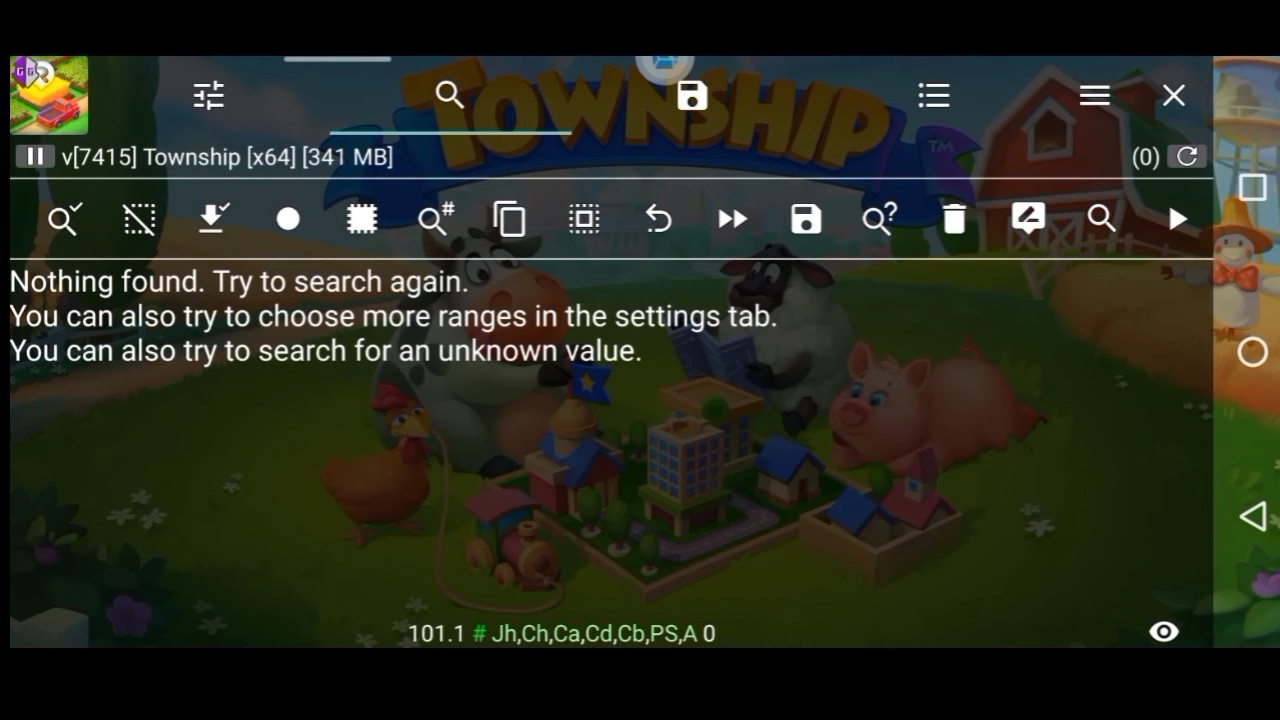 TOWNSHIP
TM
v[7415] Township [x64] [341 MB]
(0)
Nothing found. Try to search again.
You can also try to choose more ranges in the settings tab.
You can also try to search for an unknown value.
101.1 # Jh,Ch,Ca,Cd,Cb,PS,A 0